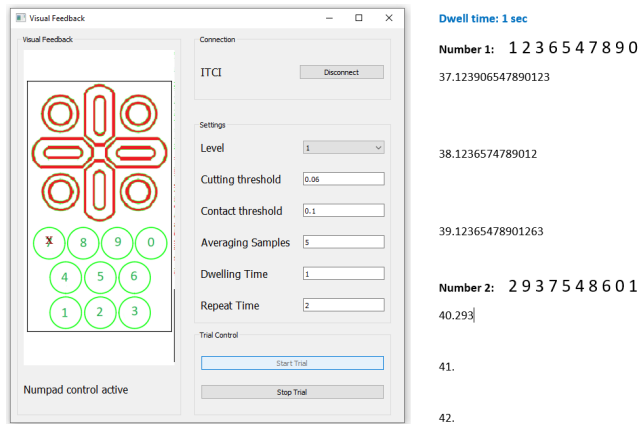 Visual Feedback
Visual Feedback
X
8
9
0
4
5
6
1
2
3
Numpad control active
Connection
ITCI
Disconnect
Settings
Level
1
Cutting threshold
0.06
Contact threshold
0.1
Averaging Samples
5
Dwelling Time
1
Repeat Time
2
Trial Control
Start Trial
Stop Trial
Dwell time: 1 sec
Number 1: 1 2 3 6 5 4 7 8 9 0
37.123906547890123
38.1236574789012
39.12365478901263
Number 2: 2 9 3 7 5 4 8 6 0 1
40.293
41.
42.